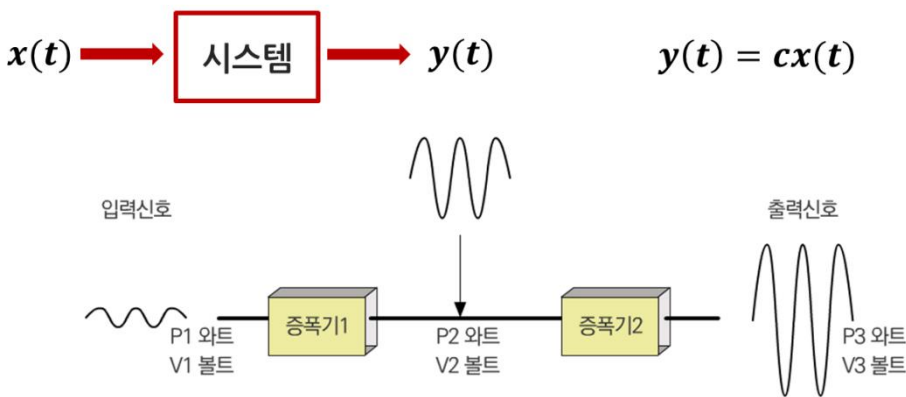 x(t) 시스템 y(t) y(t) = cx(t)
입력신호 출력신호
증폭기1 증폭기2
P1 와트 P2 와트 P3 와트
V1 볼트 V2 볼트 V3 볼트